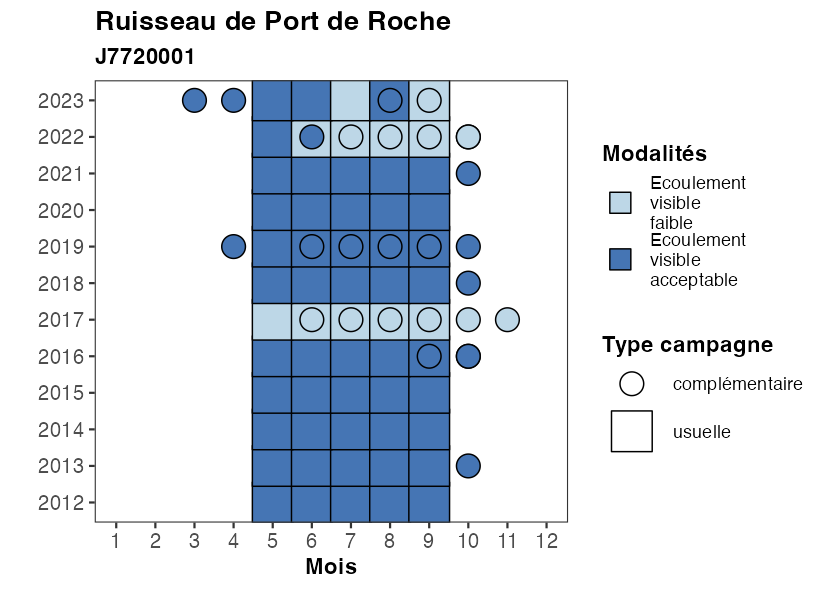 Ruisseau de Port de Roche
J7720001
2023
2022
2021
2020
2019
2018
2017
2016
2015
2014
2013
2012
1 2 3 4 5 6 7 8 9 10 11 12
Mois
Modalités
Ecoulement
visible
faible
Ecoulement
visible
acceptable
Type campagne
complémentaire
usuelle